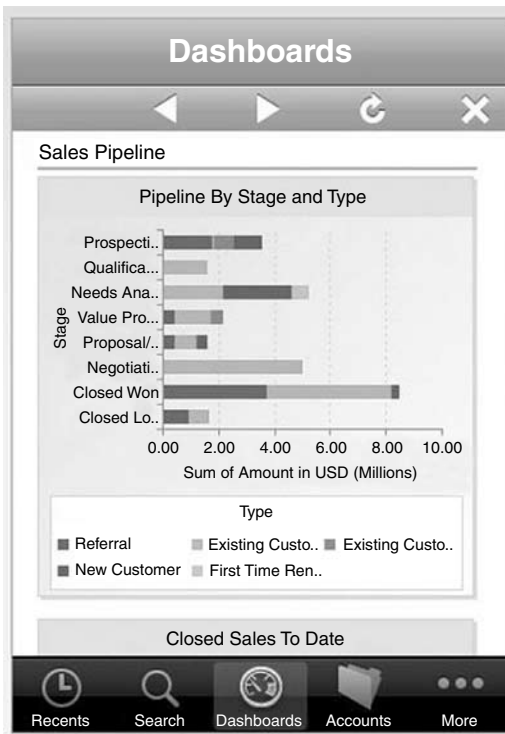 Dashboards
Sales Pipeline
Pipeline By Stage and Type
Stage
Prospecti..
Qualifica...
Needs Ana..
Value Pro...
Proposal/..
Negotiati..
Closed Won
Closed Lo..
0.00 2.00 4.00 6.00 8.00 10.00
Sum of Amount in USD (Millions)
Type
Referral Existing Custo.. Existing Custo..
New Customer First Time Ren..
Closed Sales To Date
Recents Search Dashboards Accounts More